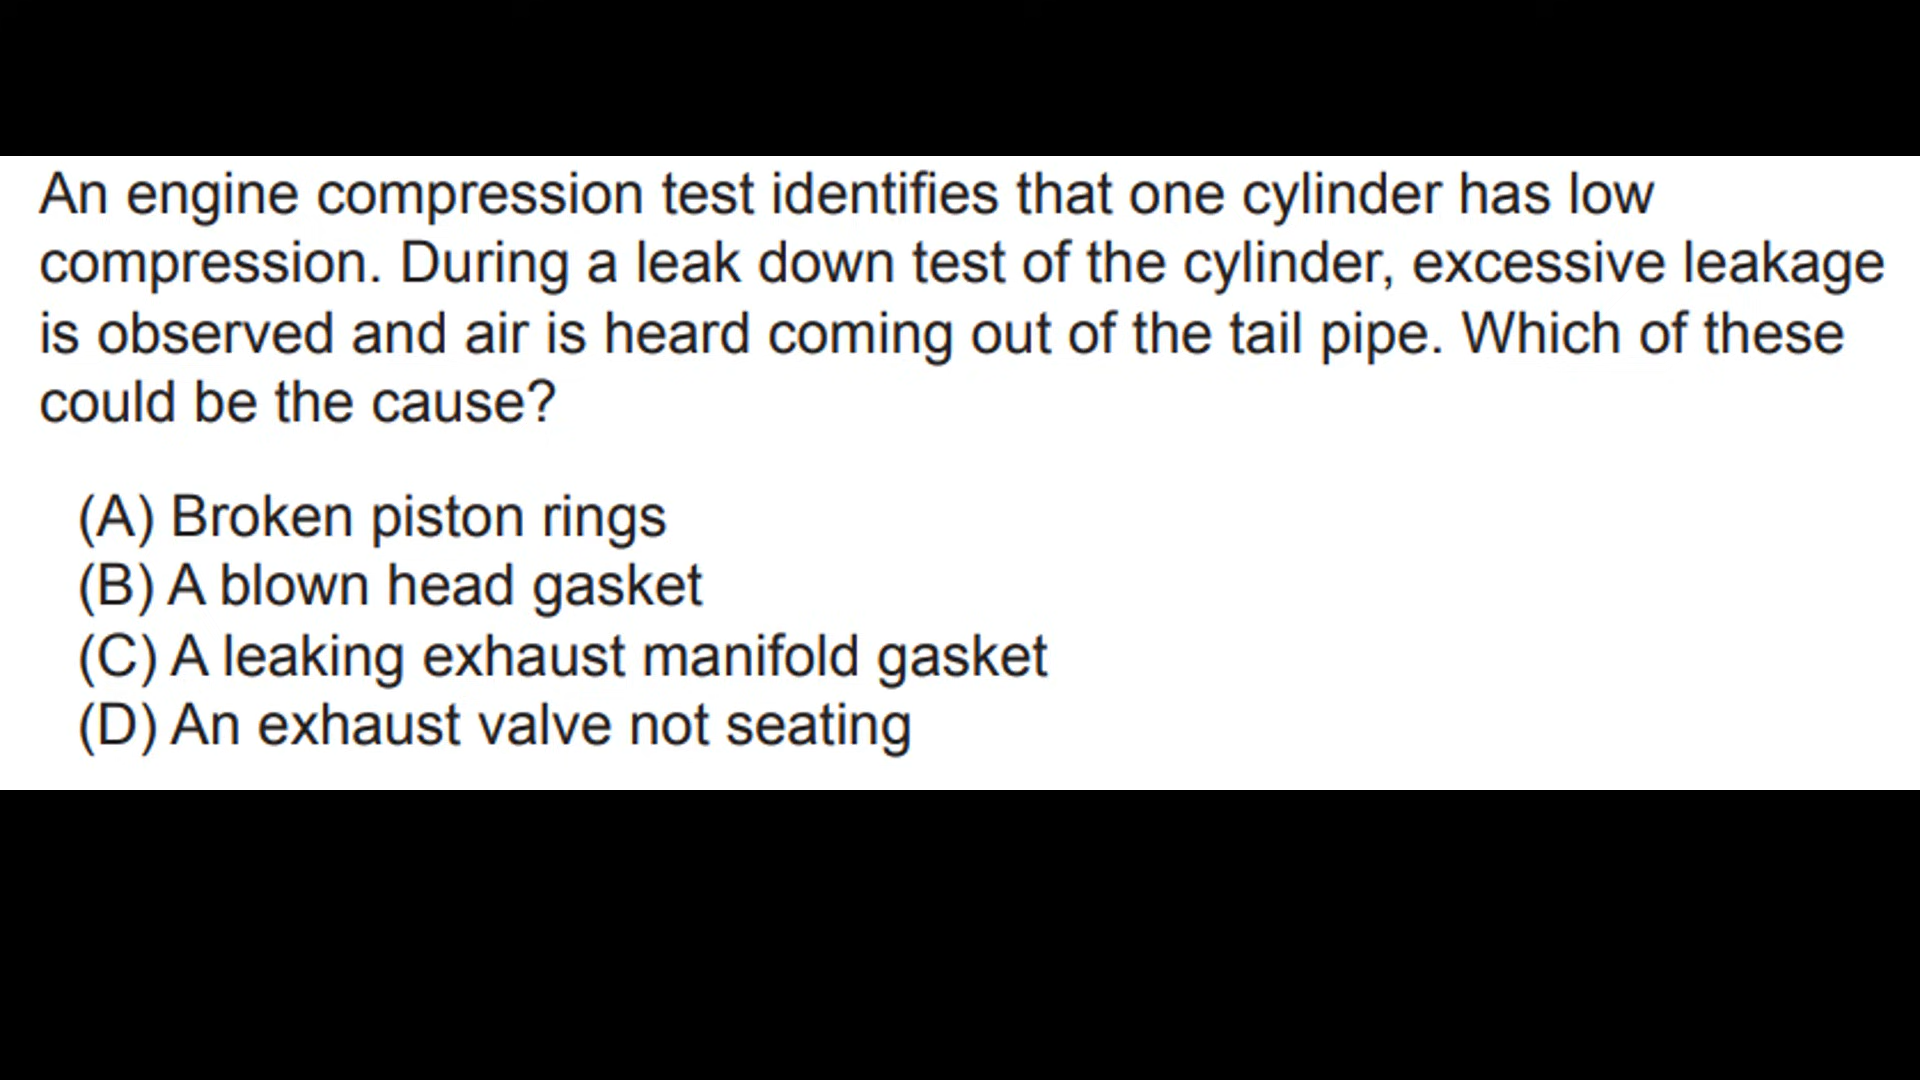 An engine compression test identifies that one cylinder has low
compression. During a leak down test of the cylinder, excessive leakage
is observed and air is heard coming out of the tail pipe. Which of these
could be the cause?
(A) Broken piston rings
(B) A blown head gasket
(C) A leaking exhaust manifold gasket
(D) An exhaust valve not seating